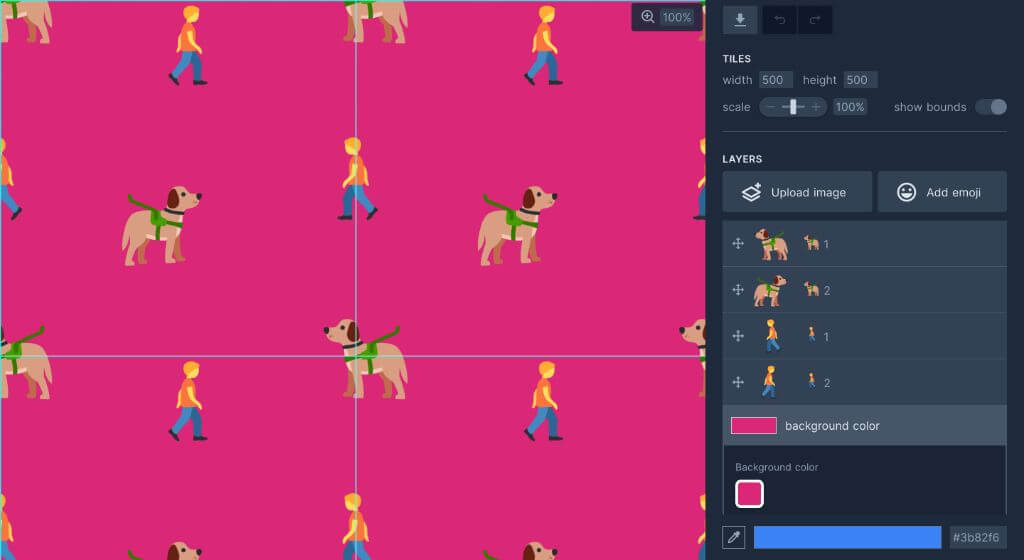 100%
TILES
width 500 height 500
scale 100% show bounds
LAYERS
Upload image Add emoji
1
2
1
2
background color
Background color
#3b82f6